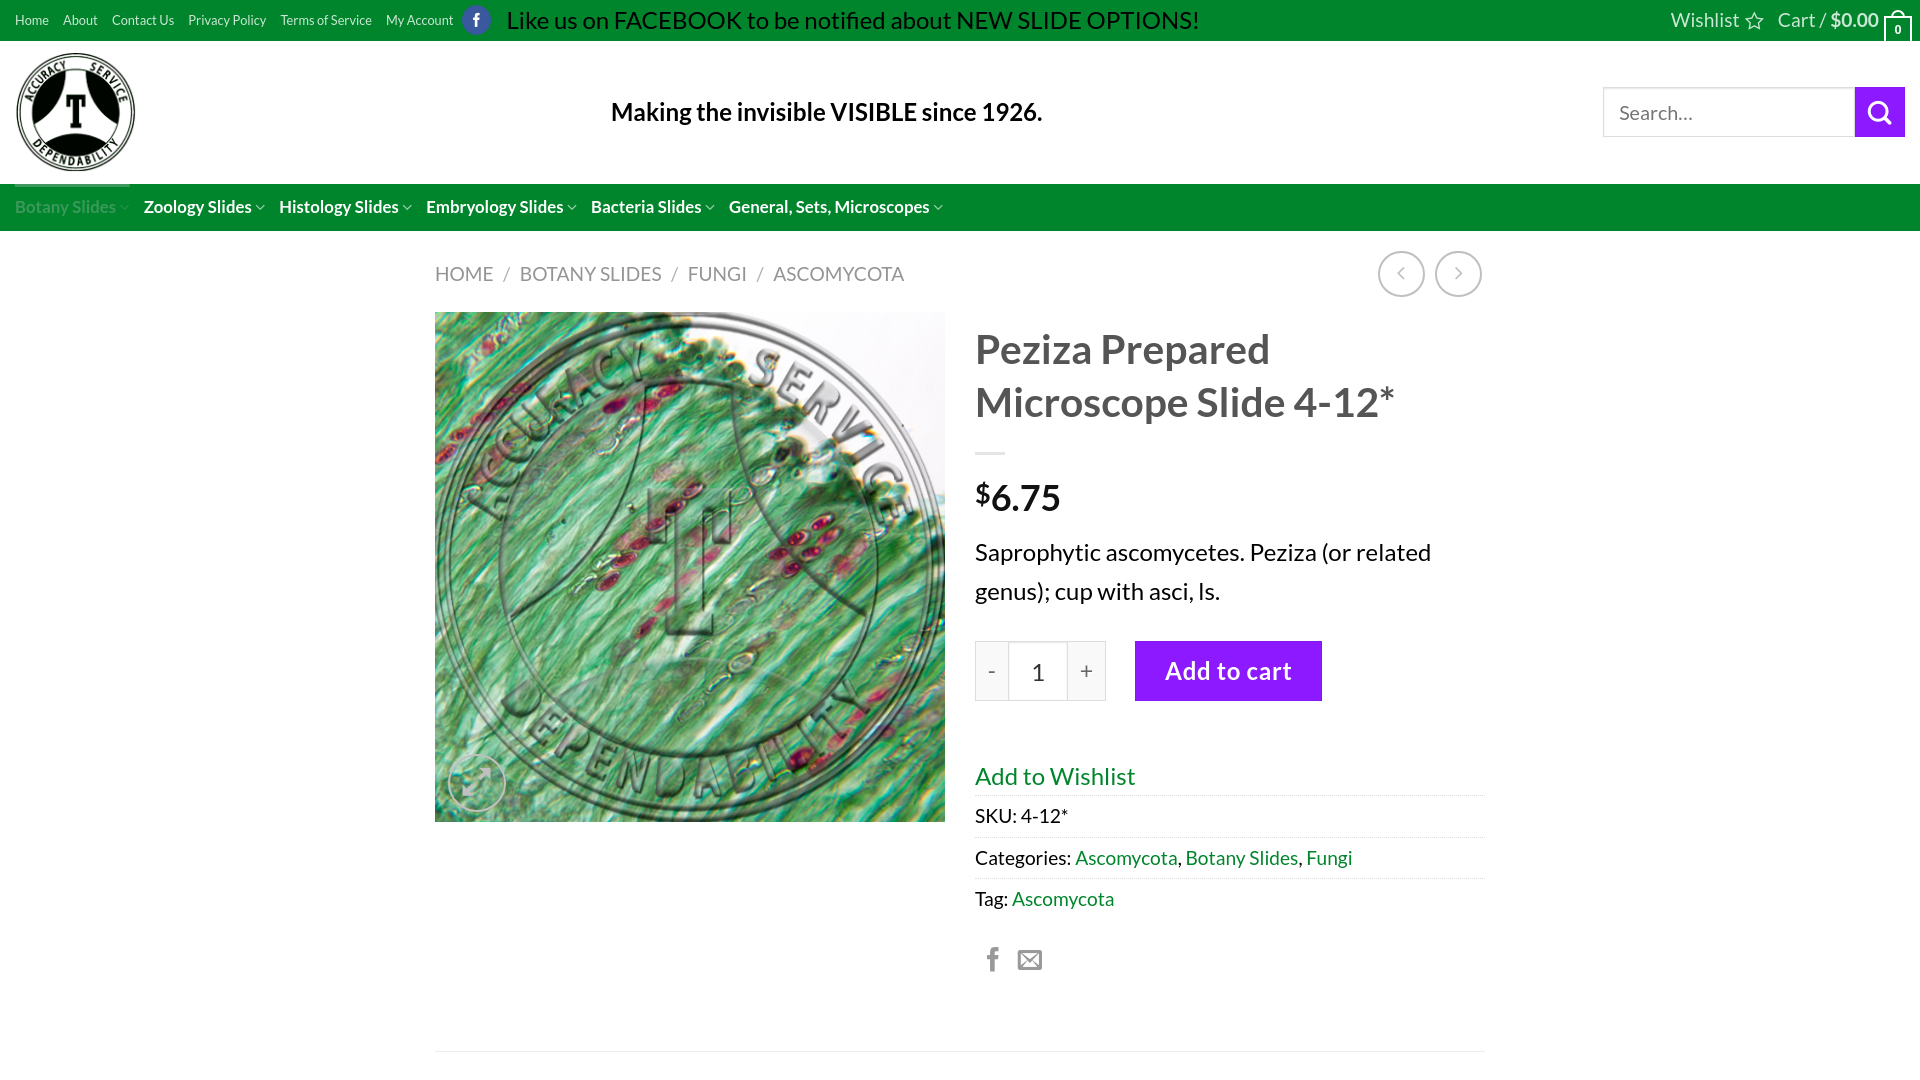 Home About Contact Us Privacy Policy Terms of Service My Account f Like us on FACEBOOK to be notified about NEW SLIDE OPTIONS! Wishlist Cart / $0.00 0
ACCURACY SERVICE
T
DEPENDABILITY
Making the invisible VISIBLE since 1926.
Search...
Botany Slides Zoology Slides Histology Slides Embryology Slides Bacteria Slides General, Sets, Microscopes
HOME / BOTANY SLIDES / FUNGI / ASCOMYCOTA
ACCURACY SERVICE
T
DEPENDABILITY
Peziza Prepared
Microscope Slide 4-12*
$6.75
Saprophytic ascomycetes. Peziza (or related
genus); cup with asci, ls.
- 1 + Add to cart
Add to Wishlist
SKU: 4-12*
Categories: Ascomycota, Botany Slides, Fungi
Tag: Ascomycota